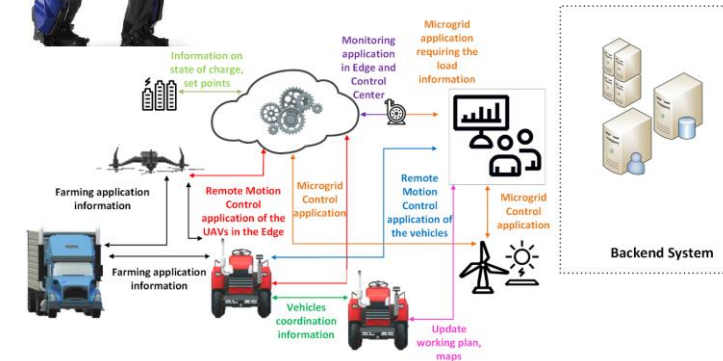 Information on
state of charge,
set points
Monitoring
application
in Edge and
Control
Center
Microgrid
application
requiring the
load
information
Farming application
information
Remote Motion
Control
application of the
UAVs in the Edge
Microgrid
Control
application
Remote
Motion
Control
application of
the vehicles
Microgrid
Control
application
Backend System
Farming application
information
Vehicles
coordination
information
Update
working plan,
maps